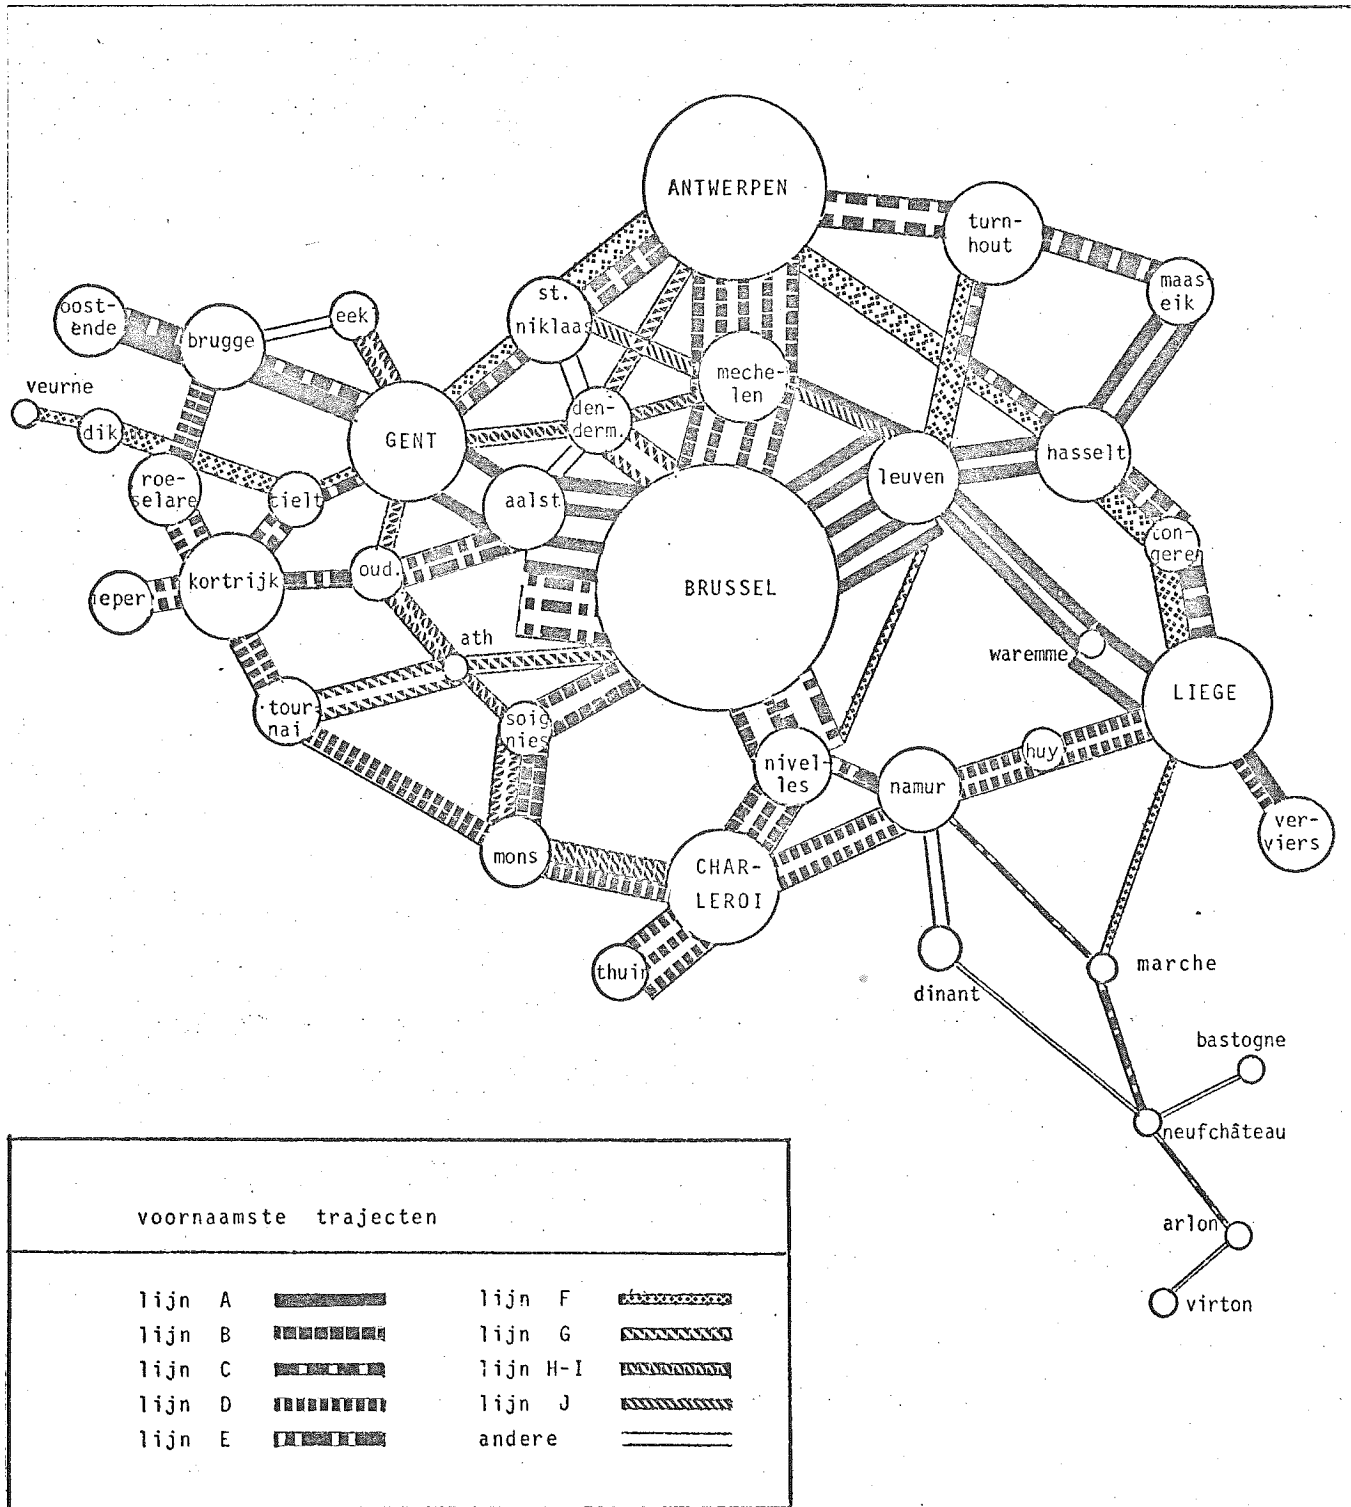 ANTWERPEN
turn-
hout
maas-
eik
st.
niklaas
oost-
ende
brugge
eek
veurne
dik
GENT
den-
derm.
meche-
len
roe-
selare
tielt
aalst
leuven
hasselt
ton-
geren
ieper
kortrijk
oud.
BRUSSEL
ath
waremme
LIEGE
tour-
nai
soig
nies
nivel-
les
namur
huy
ver-
viers
mons
CHAR-
LEROI
thuin
dinant
marche
bastogne
neufchâteau
arlon
virton
voornaamste trajecten
lijn A
lijn B
lijn C
lijn D
lijn E
lijn F
lijn G
lijn H-I
lijn J
andere